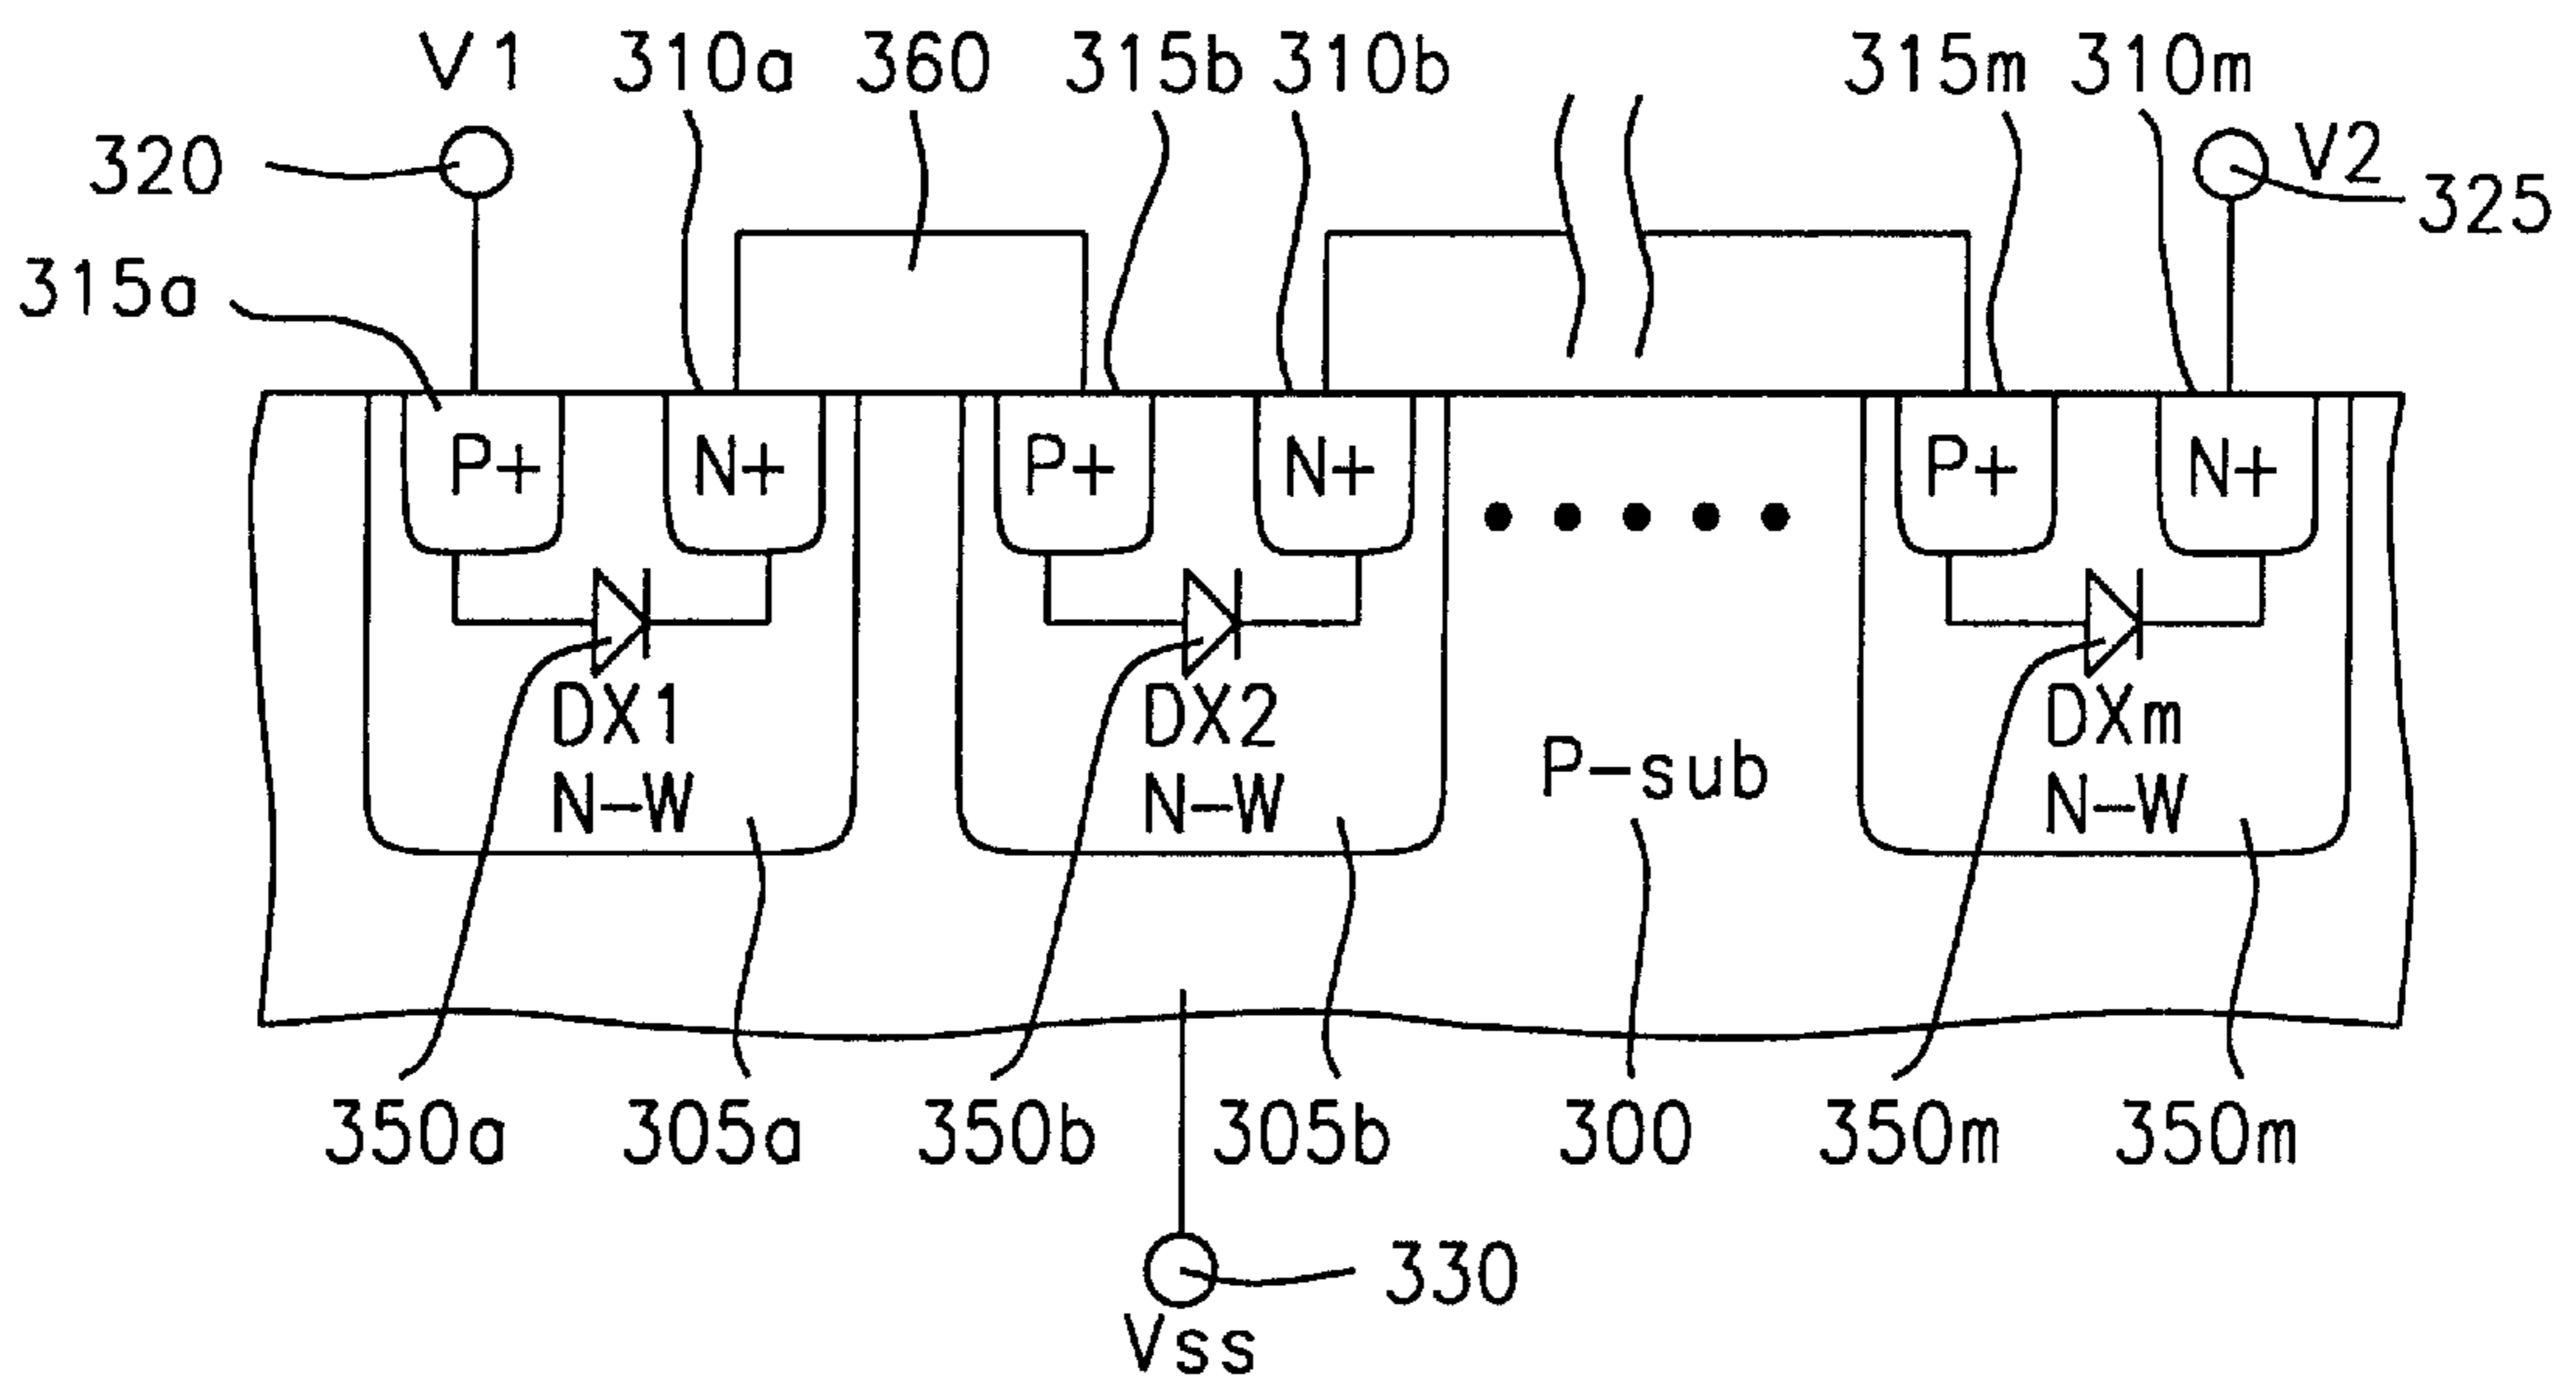 V1 310a 360 315b 310b 315m 310m
320 V2
325
315a
P+ N+ P+ N+ P+ N+
DX1 DX2 DXm
N-W N-W P-sub N-W
350a 305a 350b 305b 300 350m 350m
330
Vss